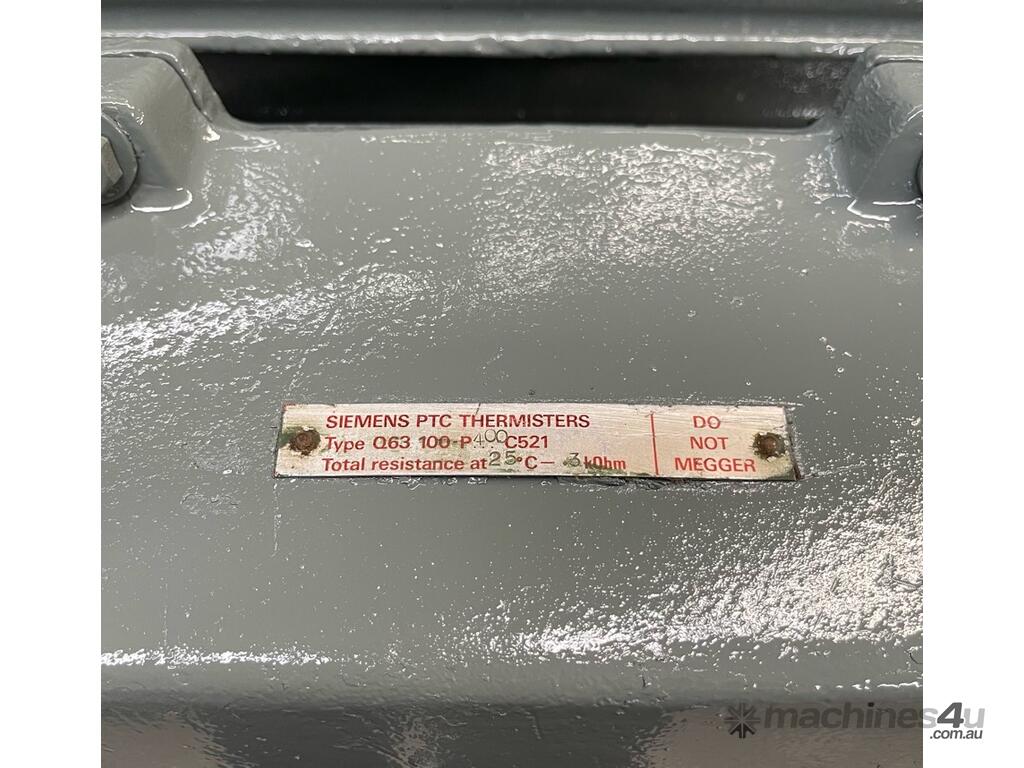 SIEMENS PTC THERMISTERS
Type Q63 100-P400 C521
Total resistance at 25°C — .3 kOhm
DO
NOT
MEGGER
machines4u
.com.au